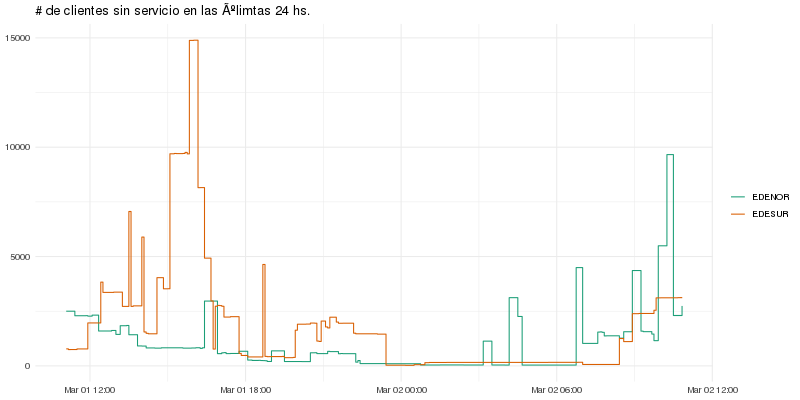 # de clientes sin servicio en las Ãºlimtas 24 hs.
15000
10000
5000
0
Mar 01 12:00
Mar 01 18:00
Mar 02 00:00
Mar 02 06:00
Mar 02 12:00
EDENOR
EDESUR